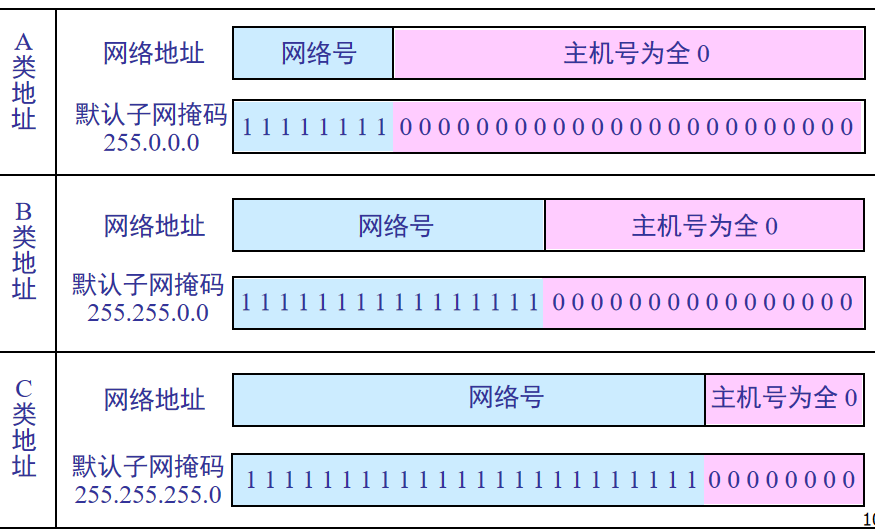 A类地址
网络地址
网络号
主机号为全 0
默认子网掩码
255.0.0.0
1 1 1 1 1 1 1 1 0 0 0 0 0 0 0 0 0 0 0 0 0 0 0 0 0 0 0 0 0 0 0 0
B类地址
网络地址
网络号
主机号为全 0
默认子网掩码
255.255.0.0
1 1 1 1 1 1 1 1 1 1 1 1 1 1 1 1 0 0 0 0 0 0 0 0 0 0 0 0 0 0 0 0
C类地址
网络地址
网络号
主机号为全 0
默认子网掩码
255.255.255.0
1 1 1 1 1 1 1 1 1 1 1 1 1 1 1 1 1 1 1 1 1 1 1 1 0 0 0 0 0 0 0 0